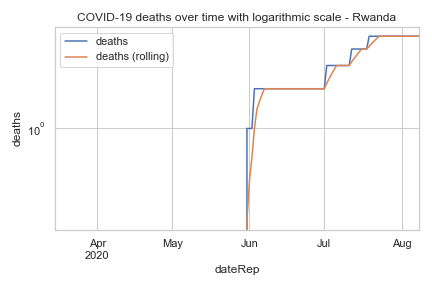 COVID-19 deaths over time with logarithmic scale - Rwanda
deaths
deaths (rolling)
deaths
10⁰
Apr
2020
May
Jun
Jul
Aug
dateRep